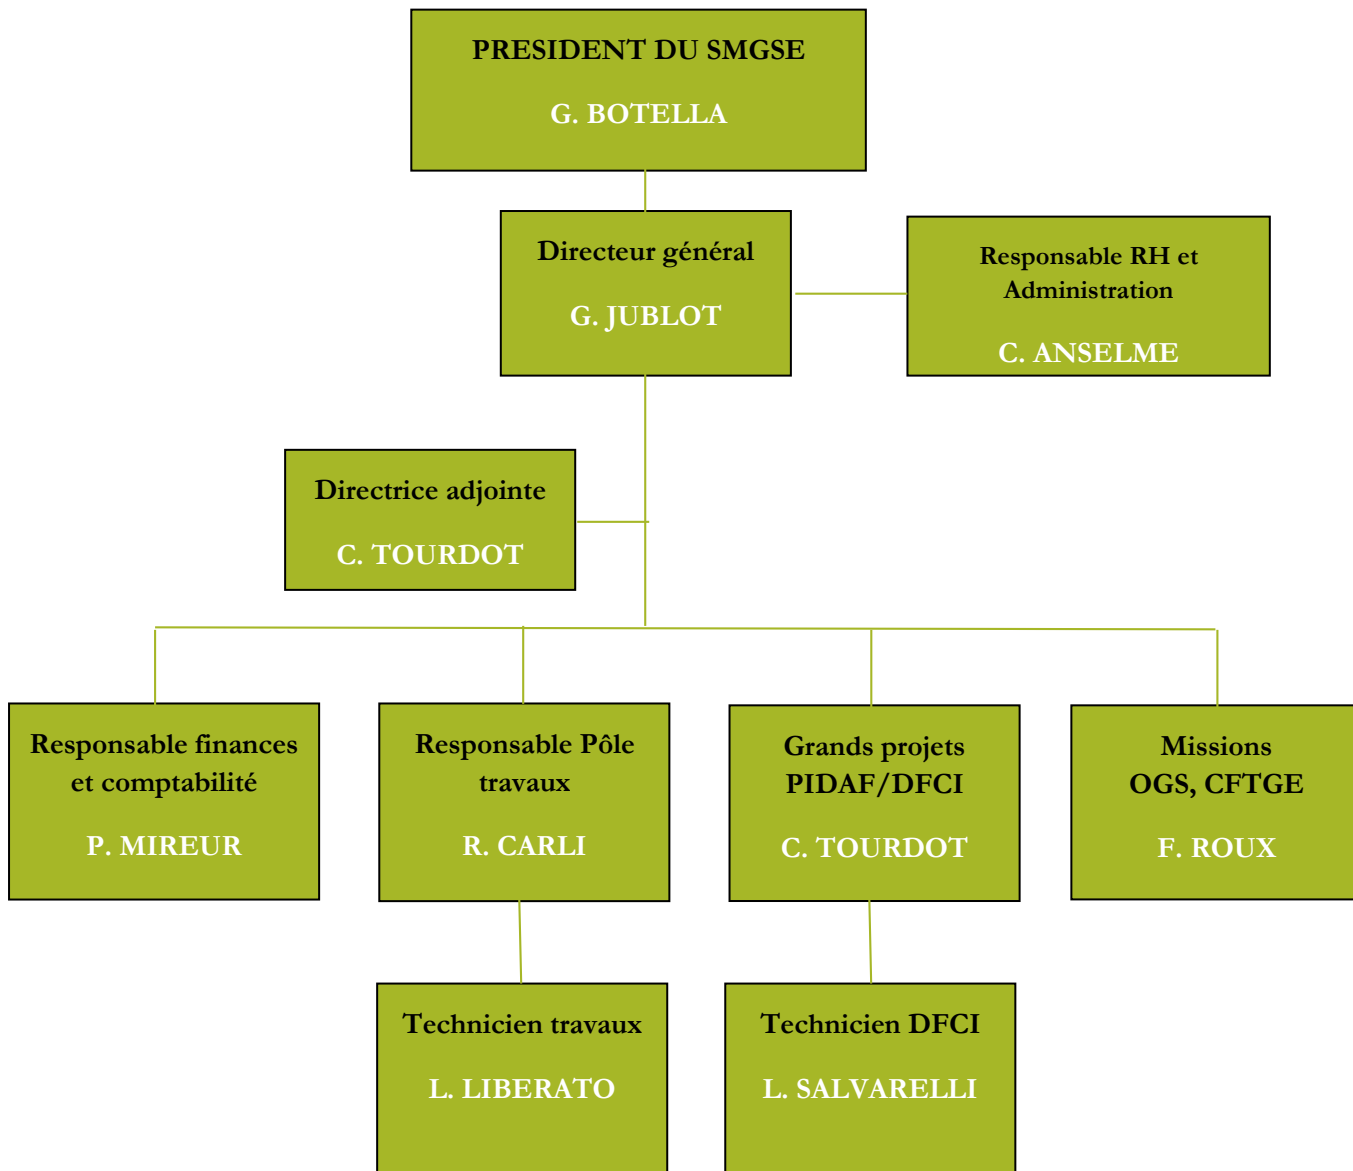 PRESIDENT DU SMGSE
G. BOTELLA
Directeur général
G. JUBLOT
Responsable RH et
Administration
C. ANSELME
Directrice adjointe
C. TOURDOT
Responsable finances
et comptabilité
P. MIREUR
Responsable Pôle
travaux
R. CARLI
Grands projets
PIDAF/DFCI
C. TOURDOT
Missions
OGS, CFTGE
F. ROUX
Technicien travaux
L. LIBERATO
Technicien DFCI
L. SALVARELLI